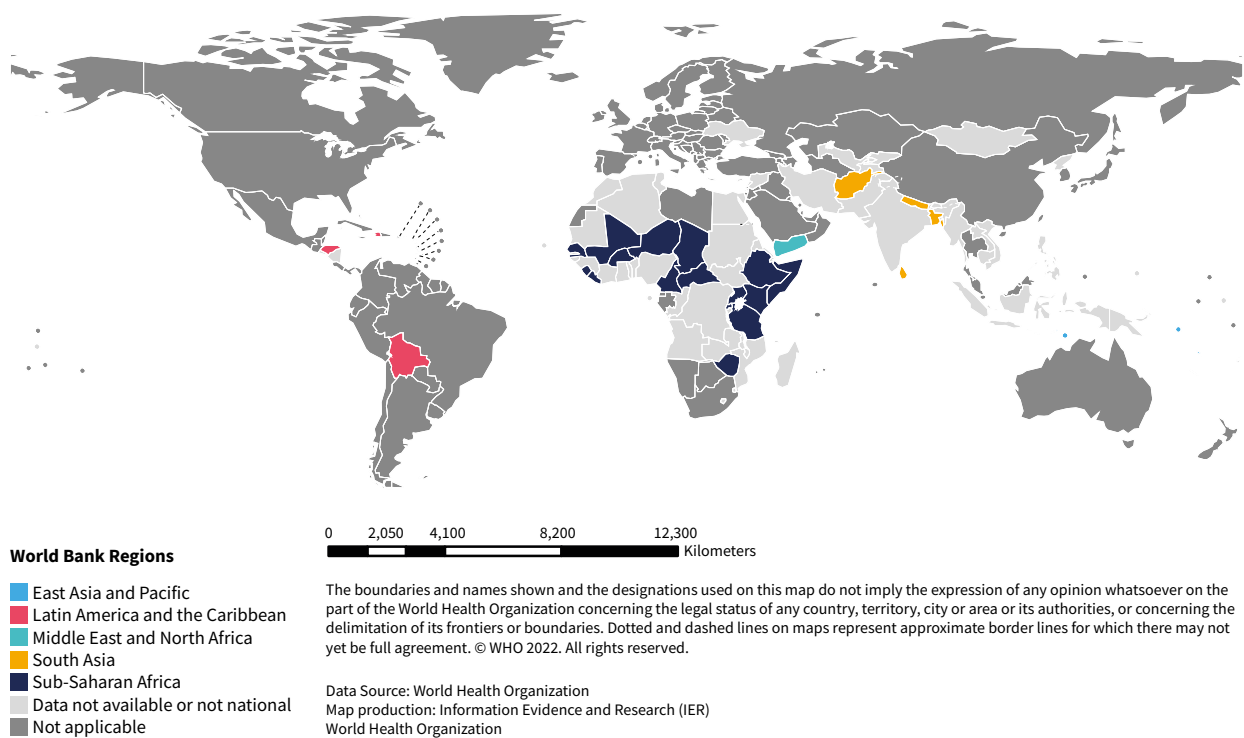 0 2,050 4,100 8,200 12,300
Kilometers
World Bank Regions
East Asia and Pacific
Latin America and the Caribbean
Middle East and North Africa
South Asia
Sub-Saharan Africa
Data not available or not national
Not applicable
The boundaries and names shown and the designations used on this map do not imply the expression of any opinion whatsoever on the
part of the World Health Organization concerning the legal status of any country, territory, city or area or its authorities, or concerning the
delimitation of its frontiers or boundaries. Dotted and dashed lines on maps represent approximate border lines for which there may not
yet be full agreement. © WHO 2022. All rights reserved.
Data Source: World Health Organization
Map production: Information Evidence and Research (IER)
World Health Organization